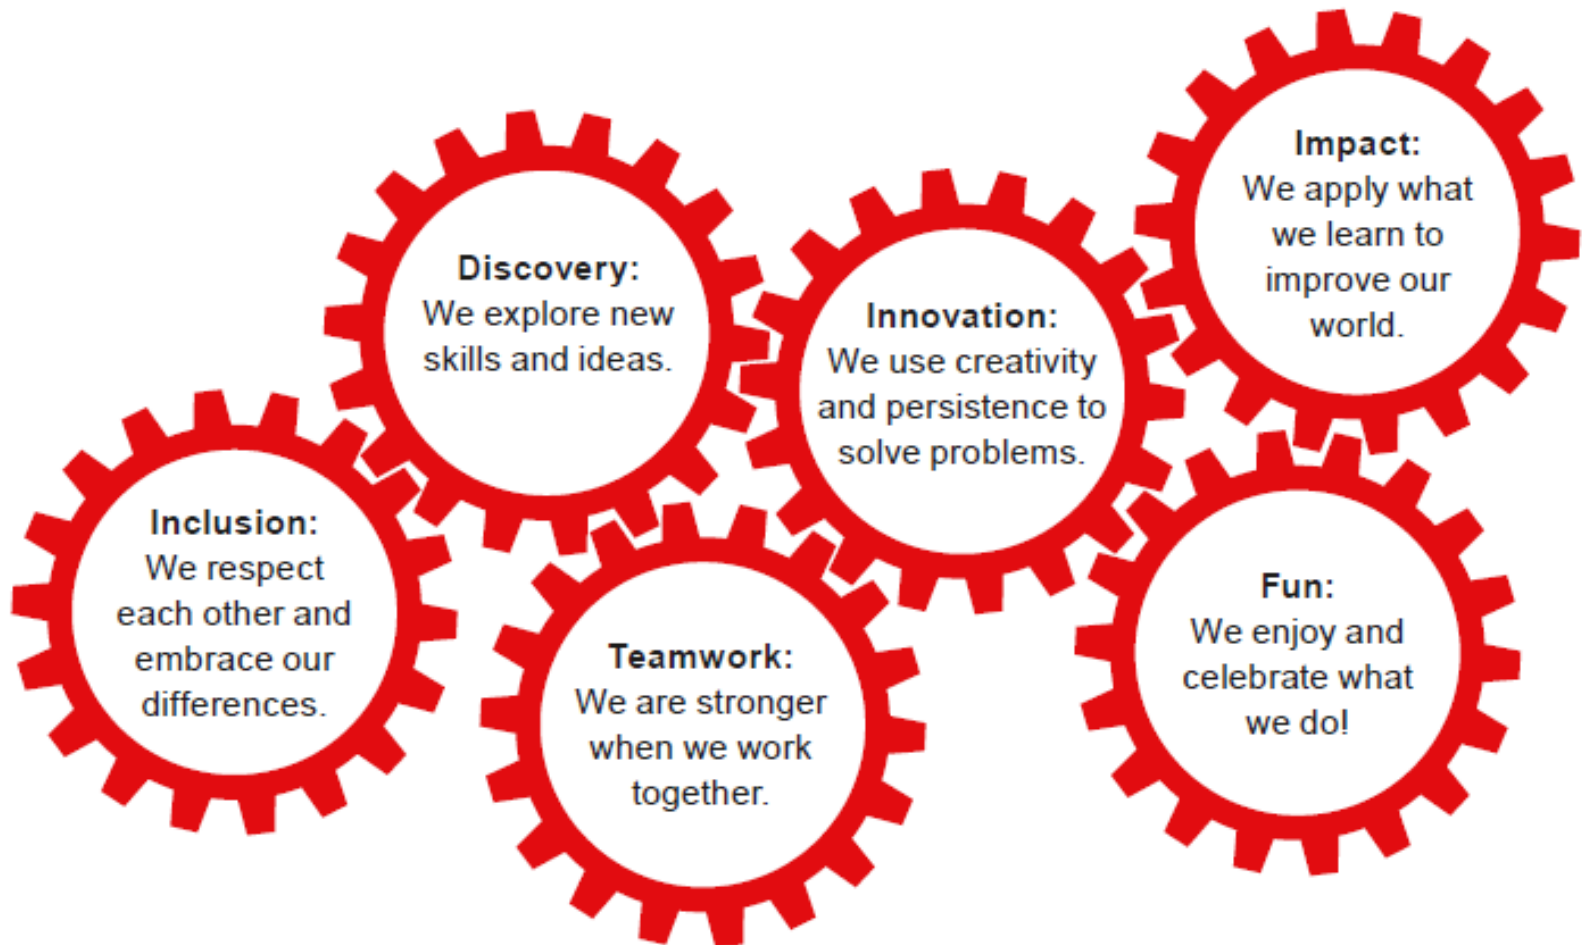 Impact:
We apply what
we learn to
improve our
world.
Discovery:
We explore new
skills and ideas.
Innovation:
We use creativity
and persistence to
solve problems.
Inclusion:
We respect
each other and
embrace our
differences.
Teamwork:
We are stronger
when we work
together.
Fun:
We enjoy and
celebrate what
we do!